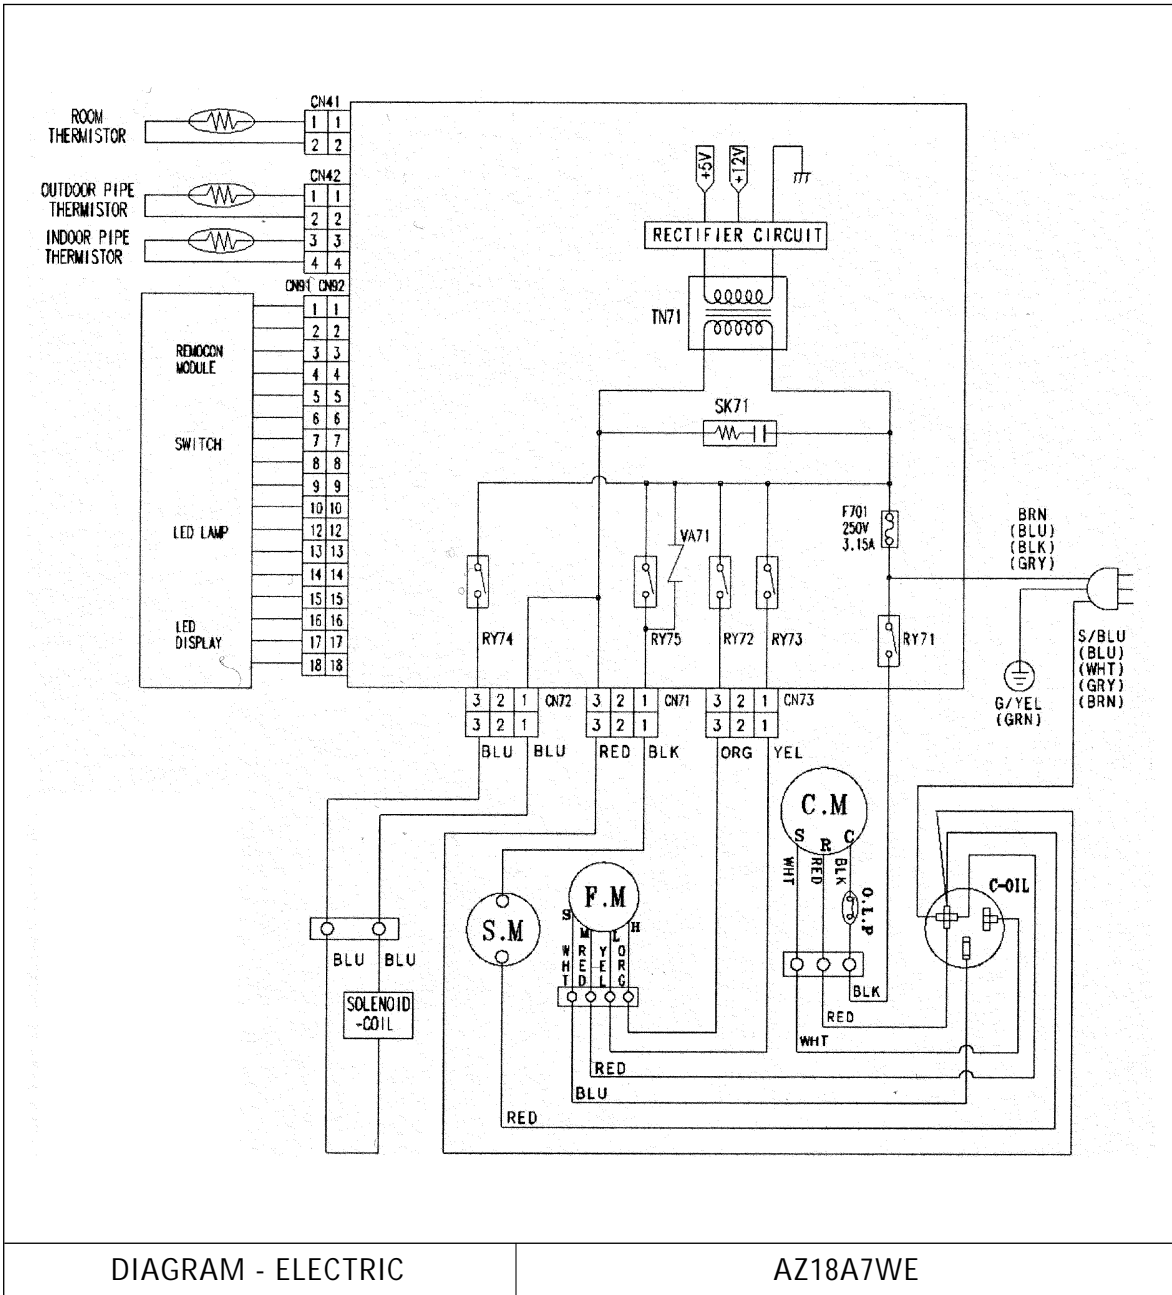 ROOM
THERMISTOR
CN41
1 1
2 2
OUTDOOR PIPE
THERMISTOR
CN42
1 1
2 2
INDOOR PIPE
THERMISTOR
3 3
4 4
CN91 CN92
1 1
2 2
3 3
4 4
5 5
6 6
7 7
8 8
9 9
10 10
12 12
13 13
14 14
15 15
16 16
17 17
18 18
REMOCON
MODULE
SWITCH
LED LAMP
LED
DISPLAY
+5V
+12V
RECTIFIER CIRCUIT
TN71
SK71
F701
250V
3.15A
VA71
RY74
RY75
RY72
RY73
RY71
BRN
(BLU)
(BLK)
(GRY)
S/BLU
(BLU)
(WHT)
(GRY)
(BRN)
G/YEL
(GRN)
3 2 1 CN72
3 2 1
3 2 1 CN71
3 2 1
3 2 1 CN73
3 2 1
BLU BLU RED BLK ORG YEL
C.M
S R C
WHT
RED
BLK
O.L.P
C-OIL
F.M
S M L H
WHT
RED
YEL
ORG
S.M
BLU BLU
SOLENOID
-COIL
BLK
RED
WHT
RED
BLU
RED
DIAGRAM - ELECTRIC
AZ18A7WE